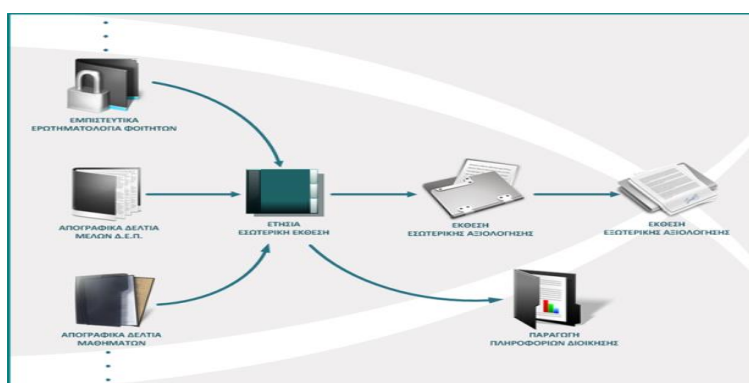 ΕΜΠΙΣΤΕΥΤΙΚΑ
ΕΡΩΤΗΜΑΤΟΛΟΓΙΑ ΦΟΙΤΗΤΩΝ
ΑΠΟΓΡΑΦΙΚΑ ΔΕΛΤΙΑ
ΜΕΛΩΝ Δ.Ε.Π.
ΕΤΗΣΙΑ
ΕΣΩΤΕΡΙΚΗ ΕΚΘΕΣΗ
ΕΚΘΕΣΗ
ΕΣΩΤΕΡΙΚΗΣ ΑΞΙΟΛΟΓΗΣΗΣ
ΕΚΘΕΣΗ
ΕΞΩΤΕΡΙΚΗΣ ΑΞΙΟΛΟΓΗΣΗΣ
ΑΠΟΓΡΑΦΙΚΑ ΔΕΛΤΙΑ
ΜΑΘΗΜΑΤΩΝ
ΠΑΡΑΓΩΓΗ
ΠΛΗΡΟΦΟΡΙΩΝ ΔΙΟΙΚΗΣΗΣ